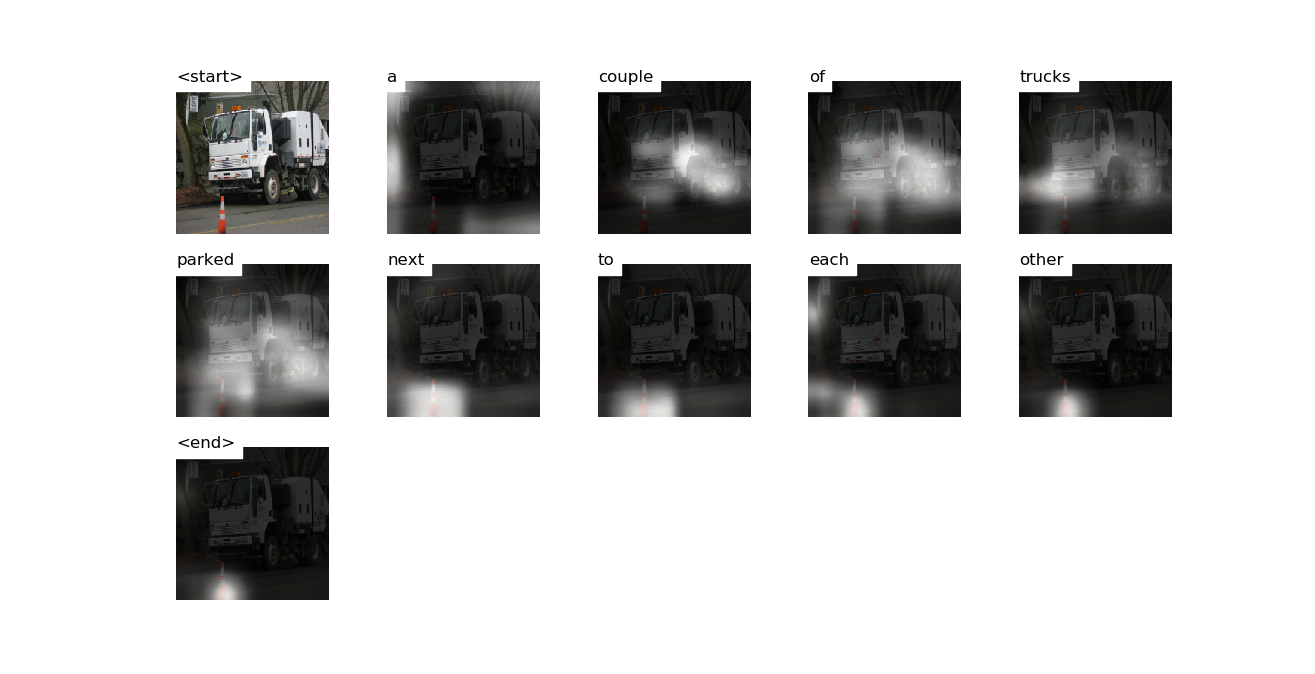 <start> a couple of trucks
parked next to each other
<end>